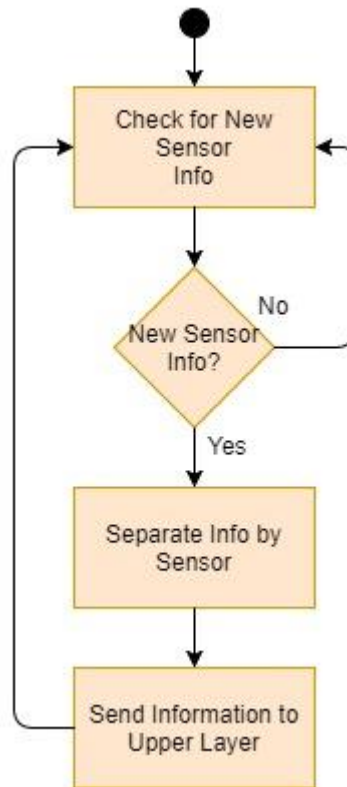 Check for New
Sensor
Info
No
New Sensor
Info?
Yes
Separate Info by
Sensor
Send Information to
Upper Layer